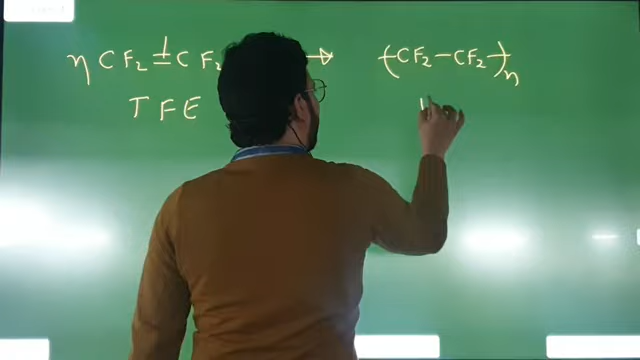 η CF₂ = CF₂ → (CF₂ – CF₂)η
TFE